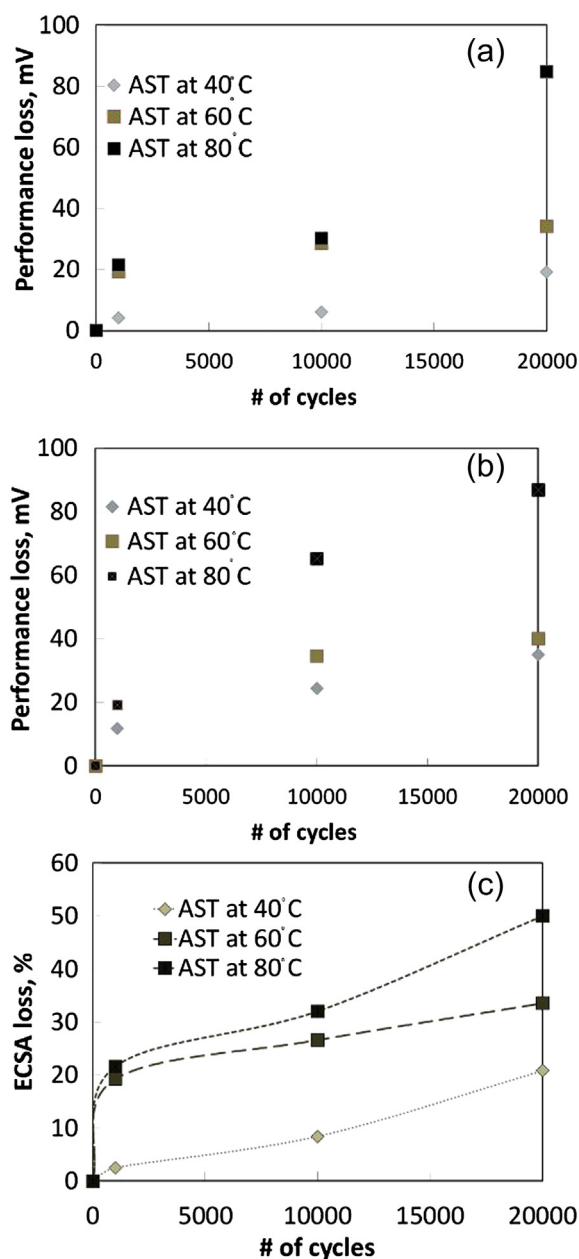 (a)
100
80
60
40
20
0
Performance loss, mV
AST at 40°C
AST at 60°C
AST at 80°C
0 5000 10000 15000 20000
# of cycles
(b)
100
80
60
40
20
0
Performance loss, mV
AST at 40°C
AST at 60°C
AST at 80°C
0 5000 10000 15000 20000
# of cycles
(c)
60
50
40
30
20
10
0
ECSA loss, %
AST at 40°C
AST at 60°C
AST at 80°C
0 5000 10000 15000 20000
# of cycles